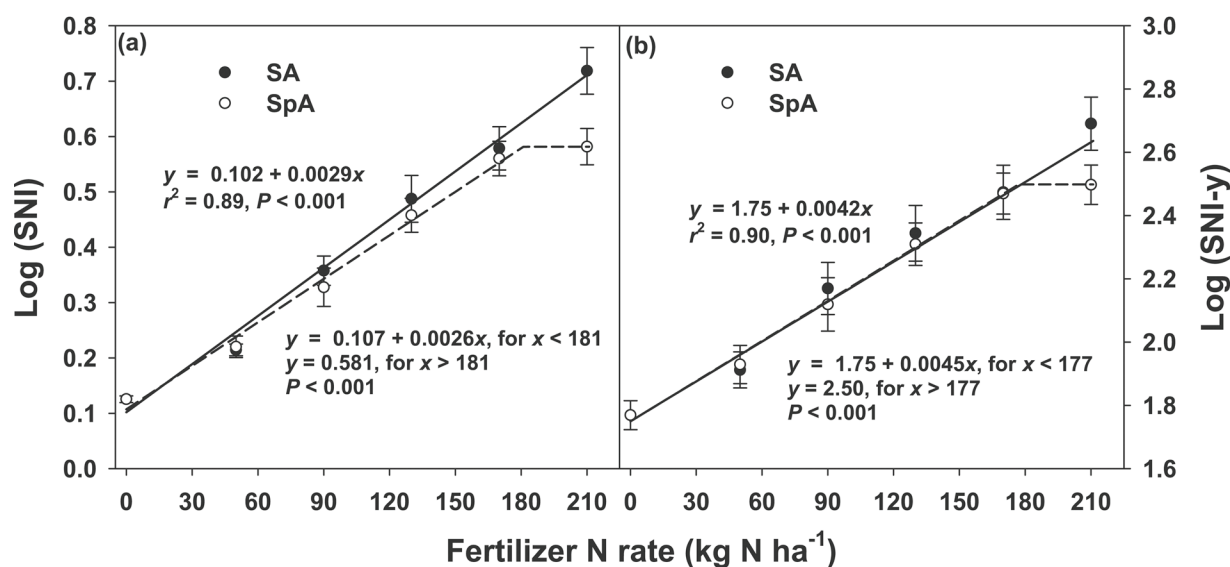 (a)
SA
SpA
y = 0.102 + 0.0029x
r² = 0.89, P < 0.001
y = 0.107 + 0.0026x, for x < 181
y = 0.581, for x > 181
P < 0.001
Log (SNI)
0.8
0.7
0.6
0.5
0.4
0.3
0.2
0.1
0.0
0 30 60 90 120 150 180 210
(b)
SA
SpA
y = 1.75 + 0.0042x
r² = 0.90, P < 0.001
y = 1.75 + 0.0045x, for x < 177
y = 2.50, for x > 177
P < 0.001
3.0
2.8
2.6
2.4
2.2
2.0
1.8
1.6
Log (SNI-y)
0 30 60 90 120 150 180 210
Fertilizer N rate (kg N ha⁻¹)